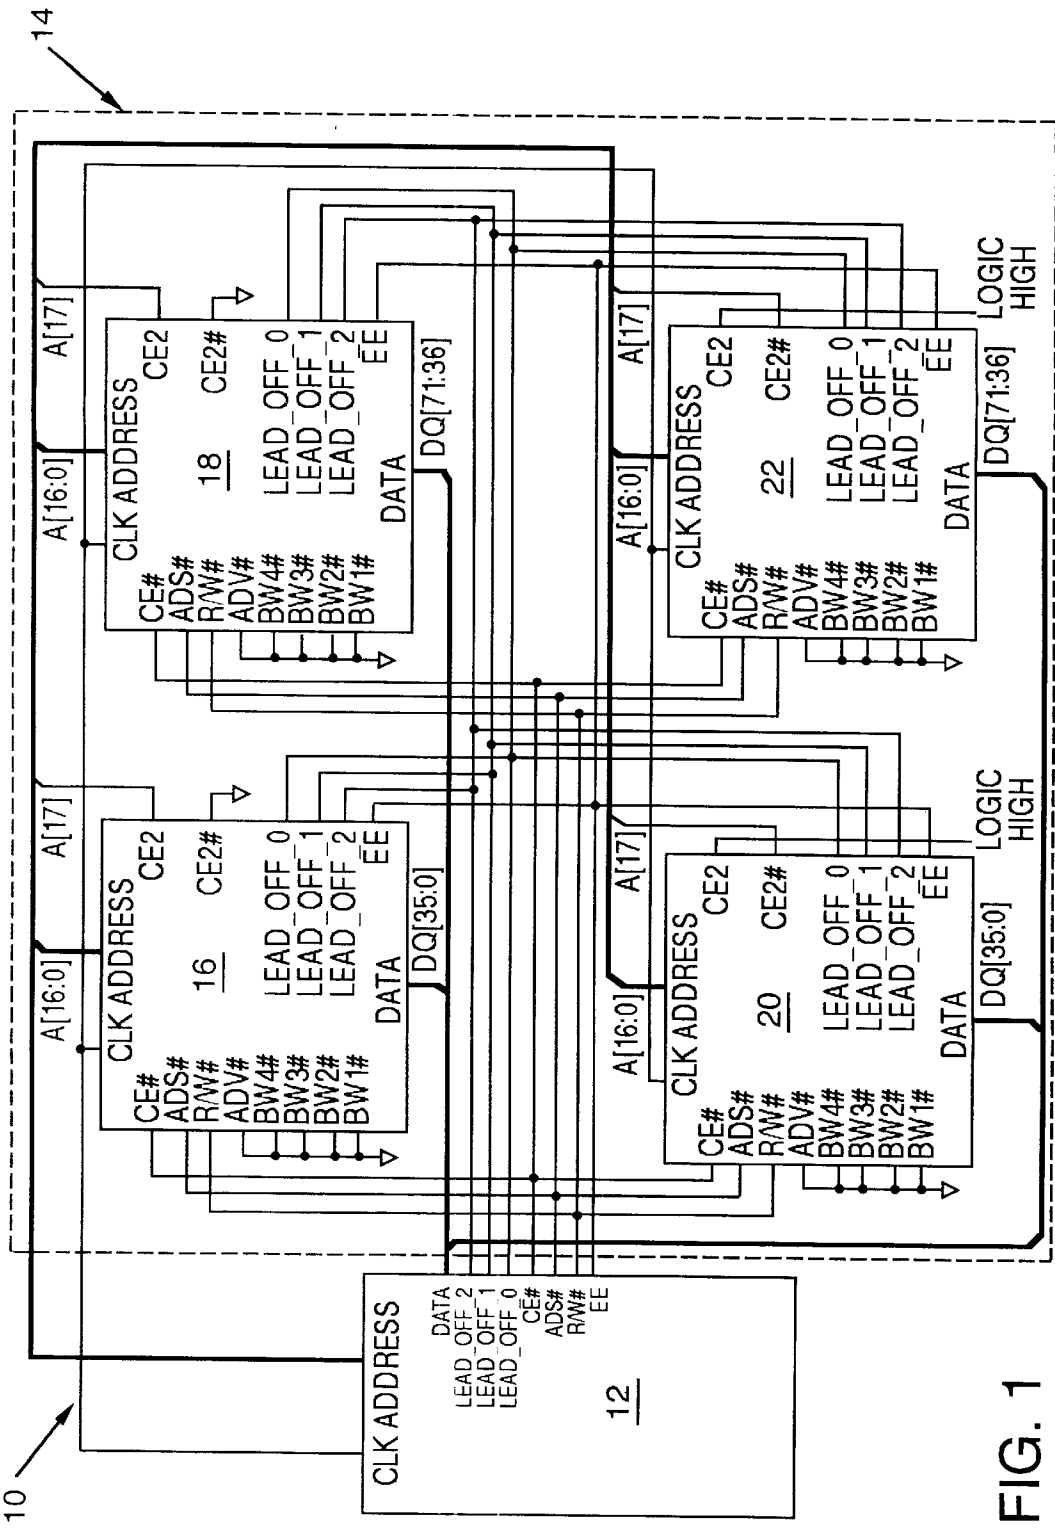 10
14
A[16:0]
A[17]
CLK ADDRESS
CE#
ADS#
R/W#
ADV#
BW4#
BW3#
BW2#
BW1#
16
CE2
CE2#
LEAD_OFF_0
LEAD_OFF_1
LEAD_OFF_2
EE
DATA
DQ[35:0]
A[16:0]
A[17]
CLK ADDRESS
CE#
ADS#
R/W#
ADV#
BW4#
BW3#
BW2#
BW1#
18
CE2
CE2#
LEAD_OFF_0
LEAD_OFF_1
LEAD_OFF_2
EE
DATA
DQ[71:36]
CLK ADDRESS
12
DATA
LEAD_OFF_2
LEAD_OFF_1
LEAD_OFF_0
CE#
ADS#
R/W#
EE
A[16:0]
A[17]
CLK ADDRESS
CE#
ADS#
R/W#
ADV#
BW4#
BW3#
BW2#
BW1#
20
CE2
CE2#
LEAD_OFF_0
LEAD_OFF_1
LEAD_OFF_2
EE
DATA
DQ[35:0]
LOGIC
HIGH
A[16:0]
A[17]
CLK ADDRESS
CE#
ADS#
R/W#
ADV#
BW4#
BW3#
BW2#
BW1#
22
CE2
CE2#
LEAD_OFF_0
LEAD_OFF_1
LEAD_OFF_2
EE
DATA
DQ[71:36]
LOGIC
HIGH
FIG. 1